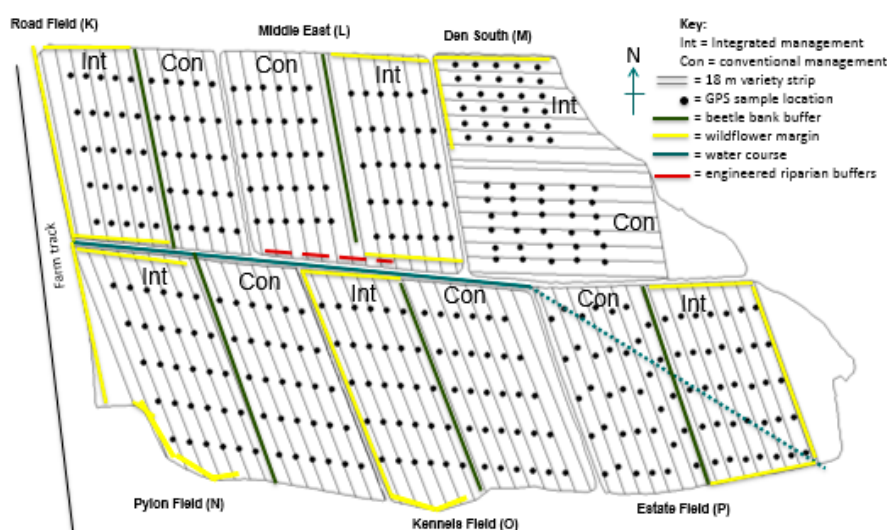 Road Field (K)
Middle East (L)
Den South (M)
Key:
Int = Integrated management
Con = conventional management
= 18 m variety strip
= GPS sample location
= beetle bank buffer
= wildflower margin
= water course
= engineered riparian buffers
N
Int
Con
Con
Int
Int
Con
Farm track
Int
Con
Int
Con
Con
Int
Pylon Field (N)
Kennels Field (O)
Estate Field (P)